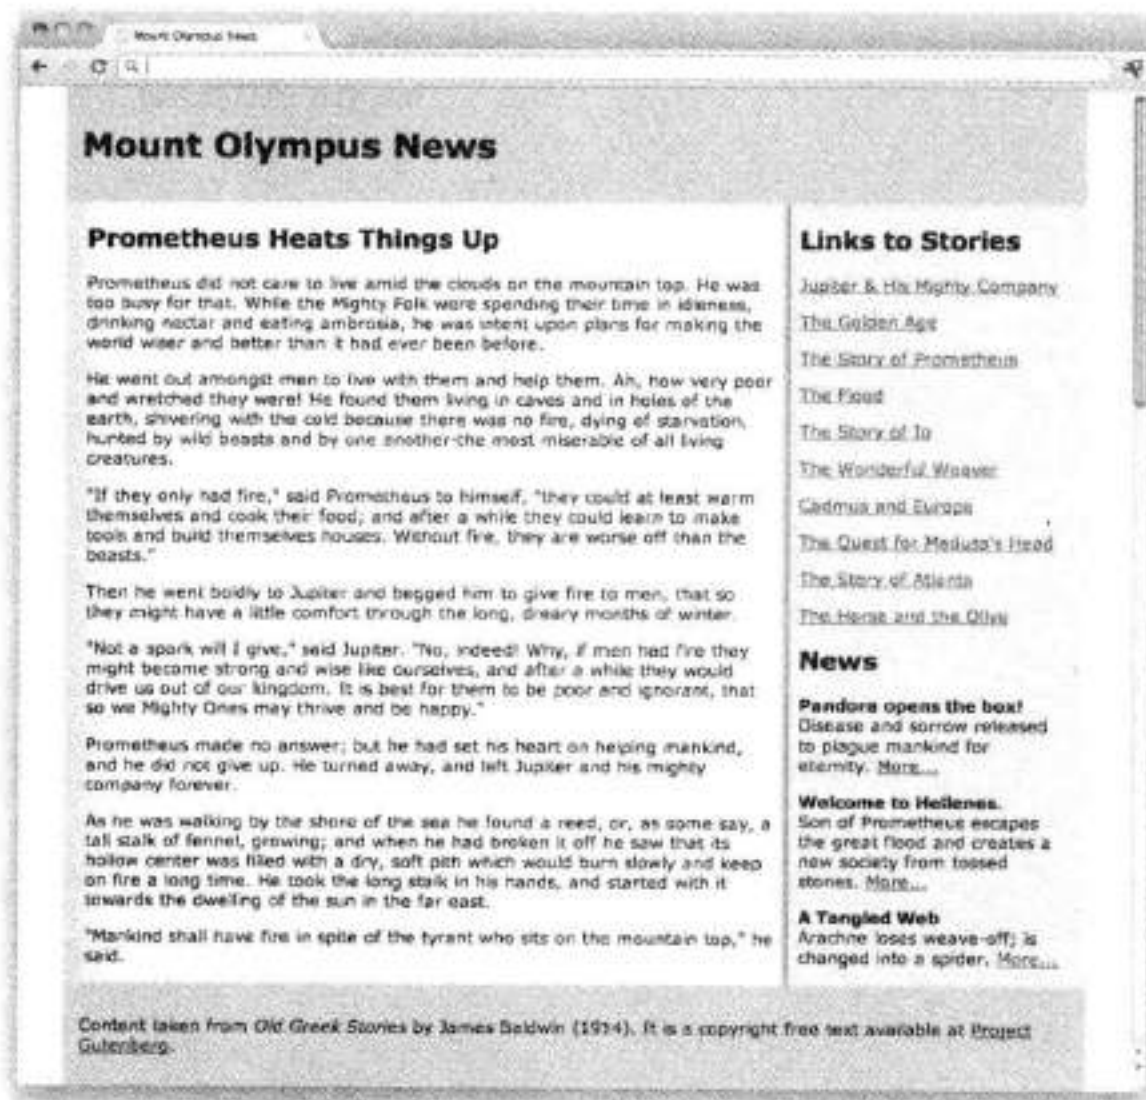 Mount Olympus News
Mount Olympus News
Prometheus Heats Things Up
Prometheus did not care to live amid the clouds on the mountain top. He was
too busy for that. While the Mighty Folk were spending their time in idleness,
drinking nectar and eating ambrosia, he was intent upon plans for making the
world wiser and better than it had ever been before.
He went out amongst men to live with them and help them. Ah, how very poor
and wretched they were! He found them living in caves and in holes of the
earth, shivering with the cold because there was no fire, dying of starvation,
hunted by wild beasts and by one another-the most miserable of all living
creatures.
"If they only had fire," said Prometheus to himself, "they could at least warm
themselves and cook their food; and after a while they could learn to make
tools and build themselves houses. Without fire, they are worse off than the
beasts."
Then he went boldly to Jupiter and begged him to give fire to men, that so
they might have a little comfort through the long, dreary months of winter.
"Not a spark will I give," said Jupiter. "No, indeed! Why, if men had fire they
might become strong and wise like ourselves, and after a while they would
drive us out of our kingdom. It is best for them to be poor and ignorant, that
so we Mighty Ones may thrive and be happy."
Prometheus made no answer; but he had set his heart on helping mankind,
and he did not give up. He turned away, and left Jupiter and his mighty
company forever.
As he was walking by the shore of the sea he found a reed, or, as some say, a
tall stalk of fennel, growing; and when he had broken it off he saw that its
hollow center was filled with a dry, soft pith which would burn slowly and keep
on fire a long time. He took the long stalk in his hands, and started with it
towards the dwelling of the sun in the far east.
"Mankind shall have fire in spite of the tyrant who sits on the mountain top," he
said.
Links to Stories
Jupiter & His Mighty Company
The Golden Age
The Story of Prometheus
The Flood
The Story of Io
The Wonderful Weaver
Cadmus and Europa
The Quest for Medusa's Head
The Story of Atlanta
The Horse and the Olive
News
Pandora opens the box!
Disease and sorrow released
to plague mankind for
eternity. More...
Welcome to Hellenes.
Son of Prometheus escapes
the great flood and creates a
new society from tossed
stones. More...
A Tangled Web
Arachne loses weave-off; is
changed into a spider. More...
Content taken from Old Greek Stories by James Baldwin (1914). It is a copyright free text available at Project
Gutenberg.